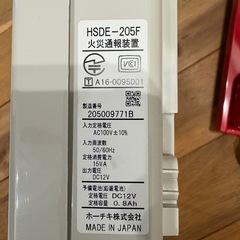 HSDE-205F
火災通報装置
VCI
T A16-0095001
製造番号
205009771B
入力定格電圧
AC100V±10%
入力周波数
50/60Hz
定格消費電力
15VA
出力電圧
DC12V
予備電池(鉛蓄電池)
定格電圧 DC12V
定格容量 0.8Ah
ホーチキ株式会社
MADE IN JAPAN